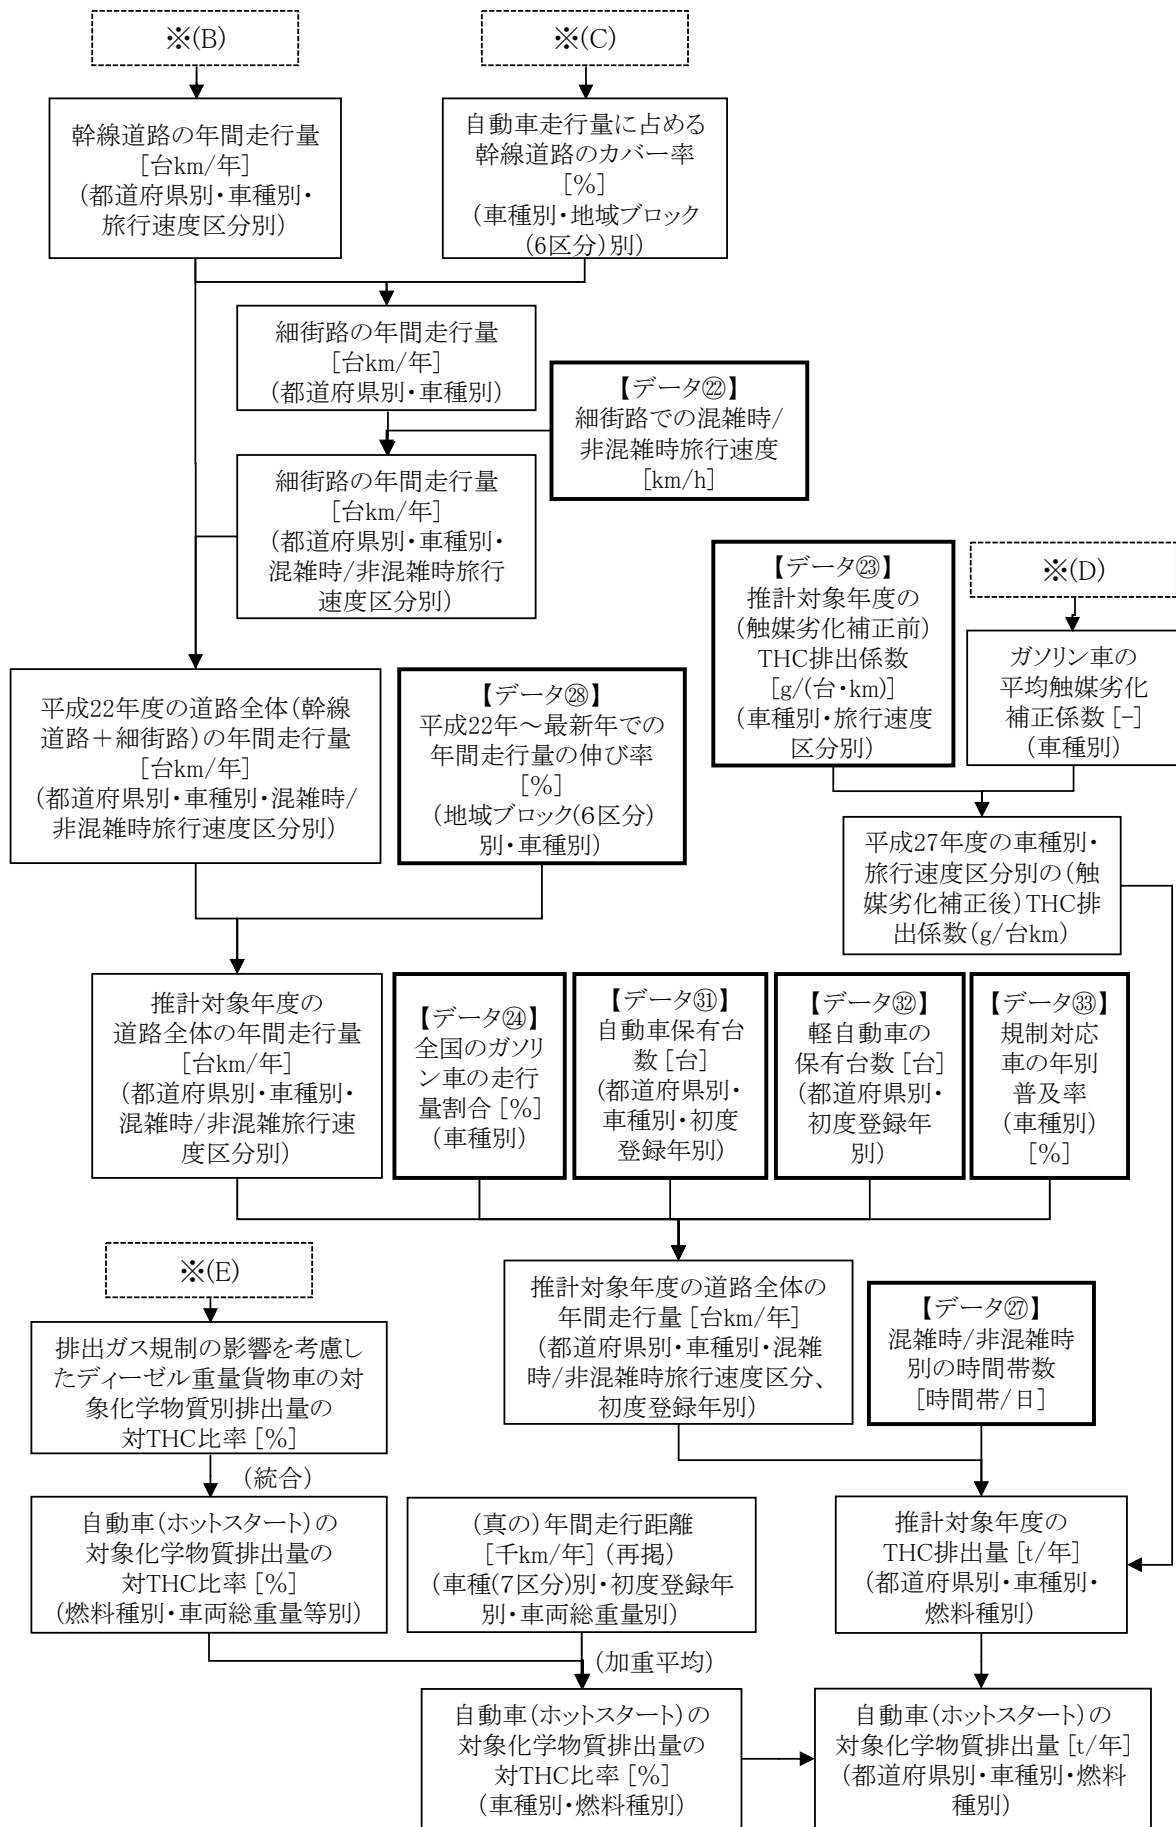 ※(B)
※(C)
幹線道路の年間走行量
[台km/年]
(都道府県別・車種別・
旅行速度区分別)
自動車走行量に占める
幹線道路のカバー率
[%]
(車種別・地域ブロック
(6区分)別)
細街路の年間走行量
[台km/年]
(都道府県別・車種別)
【データ㉒】
細街路での混雑時/
非混雑時旅行速度
[km/h]
細街路の年間走行量
[台km/年]
(都道府県別・車種別・
混雑時/非混雑時旅行
速度区分別)
【データ㉓】
推計対象年度の
(触媒劣化補正前)
THC排出係数
[g/(台・km)]
(車種別・旅行速度
区分別)
※(D)
ガソリン車の
平均触媒劣化
補正係数[-]
(車種別)
平成22年度の道路全体(幹線
道路＋細街路)の年間走行量
[台km/年]
(都道府県別・車種別・混雑時/
非混雑時旅行速度区分別)
【データ㉘】
平成22年～最新年での
年間走行量の伸び率
[%]
(地域ブロック(6区分)
別・車種別)
平成27年度の車種別・
旅行速度区分別の(触
媒劣化補正後)THC排
出係数(g/台km)
推計対象年度の
道路全体の年間走行量
[台km/年]
(都道府県別・車種別・
混雑時/非混雑旅行速
度区分別)
【データ㉔】
全国のガソリ
ン車の走行
量割合[%]
(車種別)
【データ㉛】
自動車保有台
数[台]
(都道府県別・
車種別・初度
登録年別)
【データ㉜】
軽自動車の
保有台数[台]
(都道府県別・
初度登録年
別)
【データ㉝】
規制対応
車の年別
普及率
(車種別)
[%]
※(E)
排出ガス規制の影響を考慮し
たディーゼル重量貨物車の対
象化学物質別排出量の
対THC比率[%]
推計対象年度の道路全体の
年間走行量[台km/年]
(都道府県別・車種別・混雑
時/非混雑時旅行速度区分、
初度登録年別)
【データ㉗】
混雑時/非混雑時
別の時間帯数
[時間帯/日]
(統合)
自動車(ホットスタート)の
対象化学物質排出量の
対THC比率[%]
(燃料種別・車両総重量等別)
(真の)年間走行距離
[千km/年](再掲)
(車種(7区分)別・初度登録年
別・車両総重量別)
推計対象年度の
THC排出量[t/年]
(都道府県別・車種別・
燃料種別)
(加重平均)
自動車(ホットスタート)の
対象化学物質排出量の
対THC比率[%]
(車種別・燃料種別)
自動車(ホットスタート)の
対象化学物質排出量[t/年]
(都道府県別・車種別・燃料
種別)